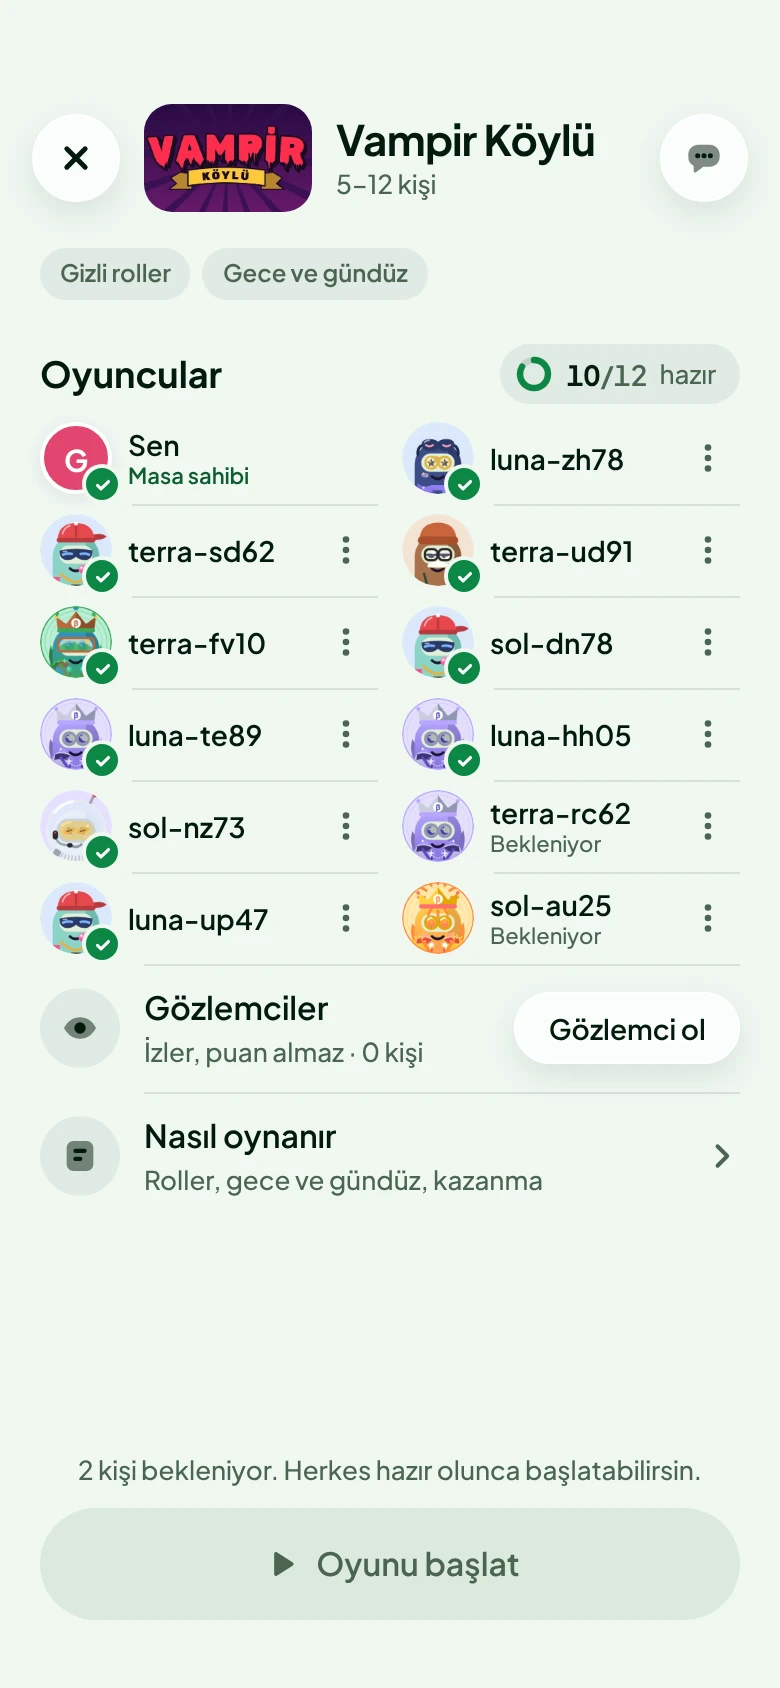 VAMPİR
KÖYLÜ
Vampir Köylü
5–12 kişi
Gizli roller
Gece ve gündüz
Oyuncular
10/12 hazır
G
Sen
Masa sahibi
luna-zh78
terra-sd62
terra-ud91
terra-fv10
sol-dn78
luna-te89
luna-hh05
sol-nz73
terra-rc62
Bekleniyor
luna-up47
sol-au25
Bekleniyor
Gözlemciler
İzler, puan almaz · 0 kişi
Gözlemci ol
Nasıl oynanır
Roller, gece ve gündüz, kazanma
2 kişi bekleniyor. Herkes hazır olunca başlatabilirsin.
Oyunu başlat